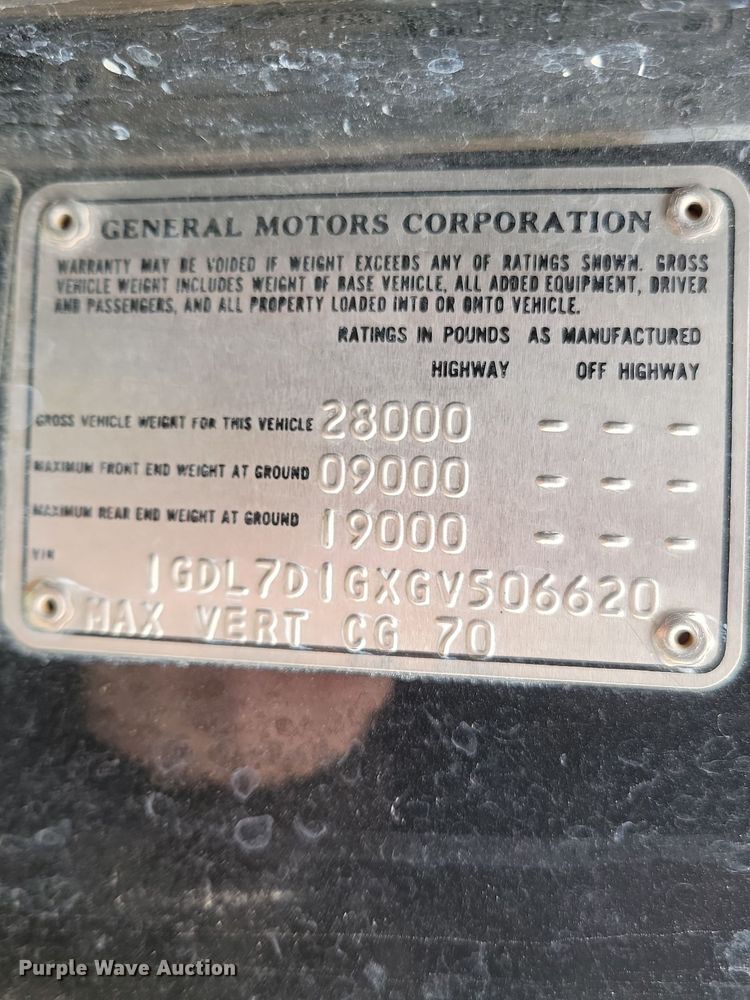 GENERAL MOTORS CORPORATION
WARRANTY MAY BE VOIDED IF WEIGHT EXCEEDS ANY OF RATINGS SHOWN. GROSS
VEHICLE WEIGHT INCLUDES WEIGHT OF BASE VEHICLE, ALL ADDED EQUIPMENT, DRIVER
AND PASSENGERS, AND ALL PROPERTY LOADED INTO OR ONTO VEHICLE.
RATINGS IN POUNDS AS MANUFACTURED
HIGHWAY OFF HIGHWAY
GROSS VEHICLE WEIGHT FOR THIS VEHICLE 28000 - - -
MAXIMUM FRONT END WEIGHT AT GROUND 09000 - - -
MAXIMUM REAR END WEIGHT AT GROUND 19000 - - -
VIN
1GDL7D1GXGV506620
MAX VERT CG 70
Purple Wave Auction